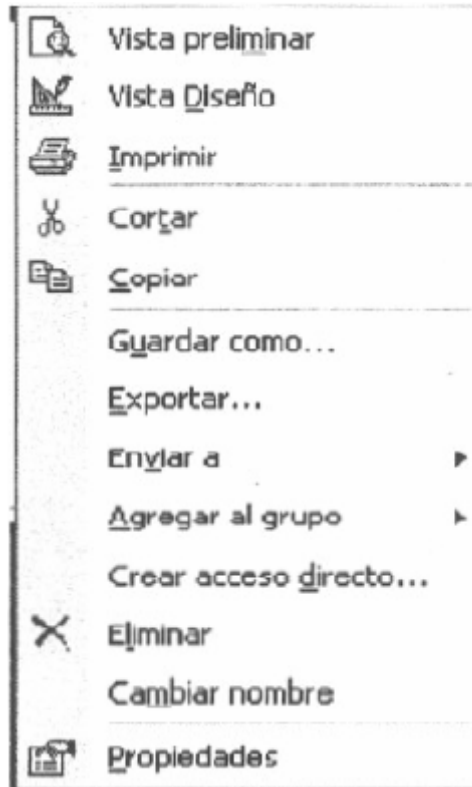 Vista preliminar
Vista Diseño
Imprimir
Cortar
Copiar
Guardar como...
Exportar...
Enviar a
Agregar al grupo
Crear acceso directo...
Eliminar
Cambiar nombre
Propiedades